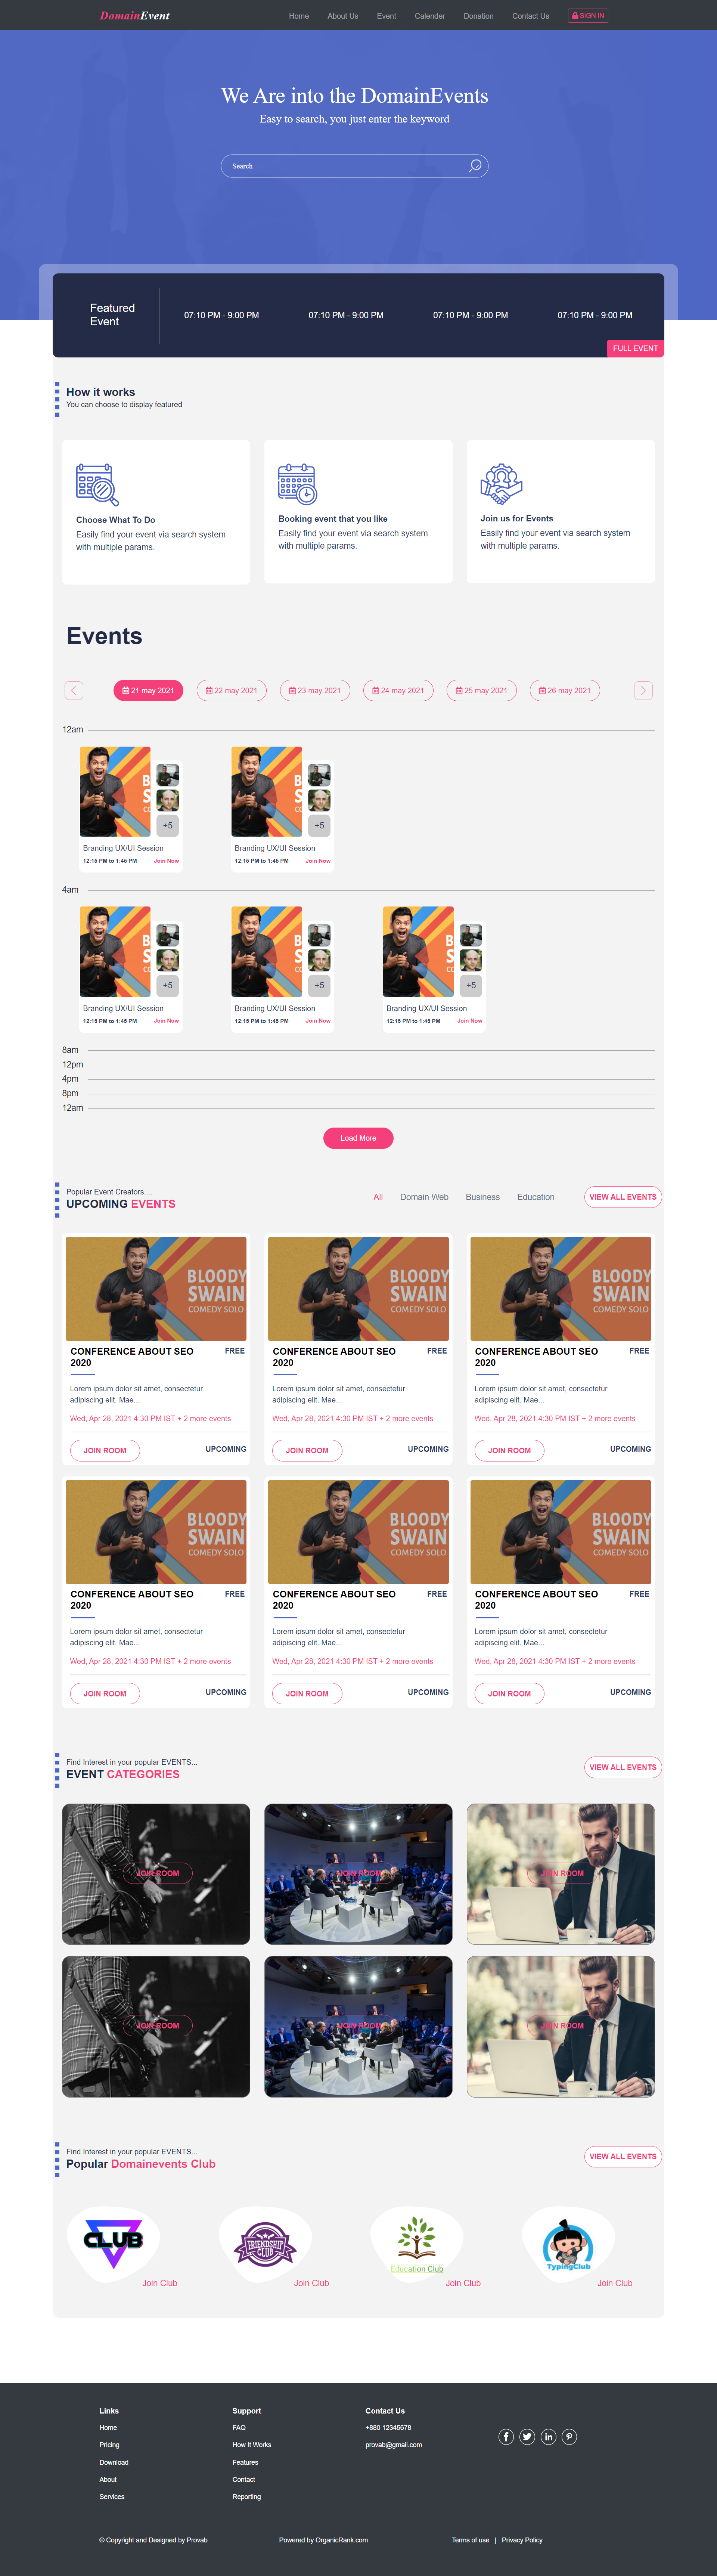 DomainEvent
Home About Us Event Calender Donation Contact Us SIGN IN
We Are into the DomainEvents
Easy to search, you just enter the keyword
Search
Featured
Event
07:10 PM - 9:00 PM 07:10 PM - 9:00 PM 07:10 PM - 9:00 PM 07:10 PM - 9:00 PM
FULL EVENT
How it works
You can choose to display featured
Choose What To Do
Easily find your event via search system
with multiple params.
Booking event that you like
Easily find your event via search system
with multiple params.
Join us for Events
Easily find your event via search system
with multiple params.
Events
21 may 2021 22 may 2021 23 may 2021 24 may 2021 25 may 2021 26 may 2021
12am
+5
Branding UX/UI Session
12:15 PM to 1:45 PM Join Now
+5
Branding UX/UI Session
12:15 PM to 1:45 PM Join Now
4am
+5
Branding UX/UI Session
12:15 PM to 1:45 PM Join Now
+5
Branding UX/UI Session
12:15 PM to 1:45 PM Join Now
+5
Branding UX/UI Session
12:15 PM to 1:45 PM Join Now
8am
12pm
4pm
8pm
12am
Load More
Popular Event Creators....
UPCOMING EVENTS
All Domain Web Business Education VIEW ALL EVENTS
BLOODY
SWAIN
COMEDY SOLO
CONFERENCE ABOUT SEO
2020
FREE
Lorem ipsum dolor sit amet, consectetur
adipiscing elit. Mae...
Wed, Apr 28, 2021 4:30 PM IST + 2 more events
JOIN ROOM UPCOMING
BLOODY
SWAIN
COMEDY SOLO
CONFERENCE ABOUT SEO
2020
FREE
Lorem ipsum dolor sit amet, consectetur
adipiscing elit. Mae...
Wed, Apr 28, 2021 4:30 PM IST + 2 more events
JOIN ROOM UPCOMING
BLOODY
SWAIN
COMEDY SOLO
CONFERENCE ABOUT SEO
2020
FREE
Lorem ipsum dolor sit amet, consectetur
adipiscing elit. Mae...
Wed, Apr 28, 2021 4:30 PM IST + 2 more events
JOIN ROOM UPCOMING
BLOODY
SWAIN
COMEDY SOLO
CONFERENCE ABOUT SEO
2020
FREE
Lorem ipsum dolor sit amet, consectetur
adipiscing elit. Mae...
Wed, Apr 28, 2021 4:30 PM IST + 2 more events
JOIN ROOM UPCOMING
BLOODY
SWAIN
COMEDY SOLO
CONFERENCE ABOUT SEO
2020
FREE
Lorem ipsum dolor sit amet, consectetur
adipiscing elit. Mae...
Wed, Apr 28, 2021 4:30 PM IST + 2 more events
JOIN ROOM UPCOMING
BLOODY
SWAIN
COMEDY SOLO
CONFERENCE ABOUT SEO
2020
FREE
Lorem ipsum dolor sit amet, consectetur
adipiscing elit. Mae...
Wed, Apr 28, 2021 4:30 PM IST + 2 more events
JOIN ROOM UPCOMING
Find Interest in your popular EVENTS...
EVENT CATEGORIES
VIEW ALL EVENTS
JOIN ROOM JOIN ROOM JOIN ROOM
JOIN ROOM JOIN ROOM JOIN ROOM
Find Interest in your popular EVENTS...
Popular Domainevents Club
VIEW ALL EVENTS
CLUB
Join Club
FRIENDSHIP
CLUB
Join Club
Education Club
Join Club
TypingClub
Join Club
Links
Home
Pricing
Download
About
Services
Support
FAQ
How It Works
Features
Contact
Reporting
Contact Us
+880 12345678
provab@gmail.com
© Copyright and Designed by Provab Powered by OrganicRank.com Terms of use | Privacy Policy